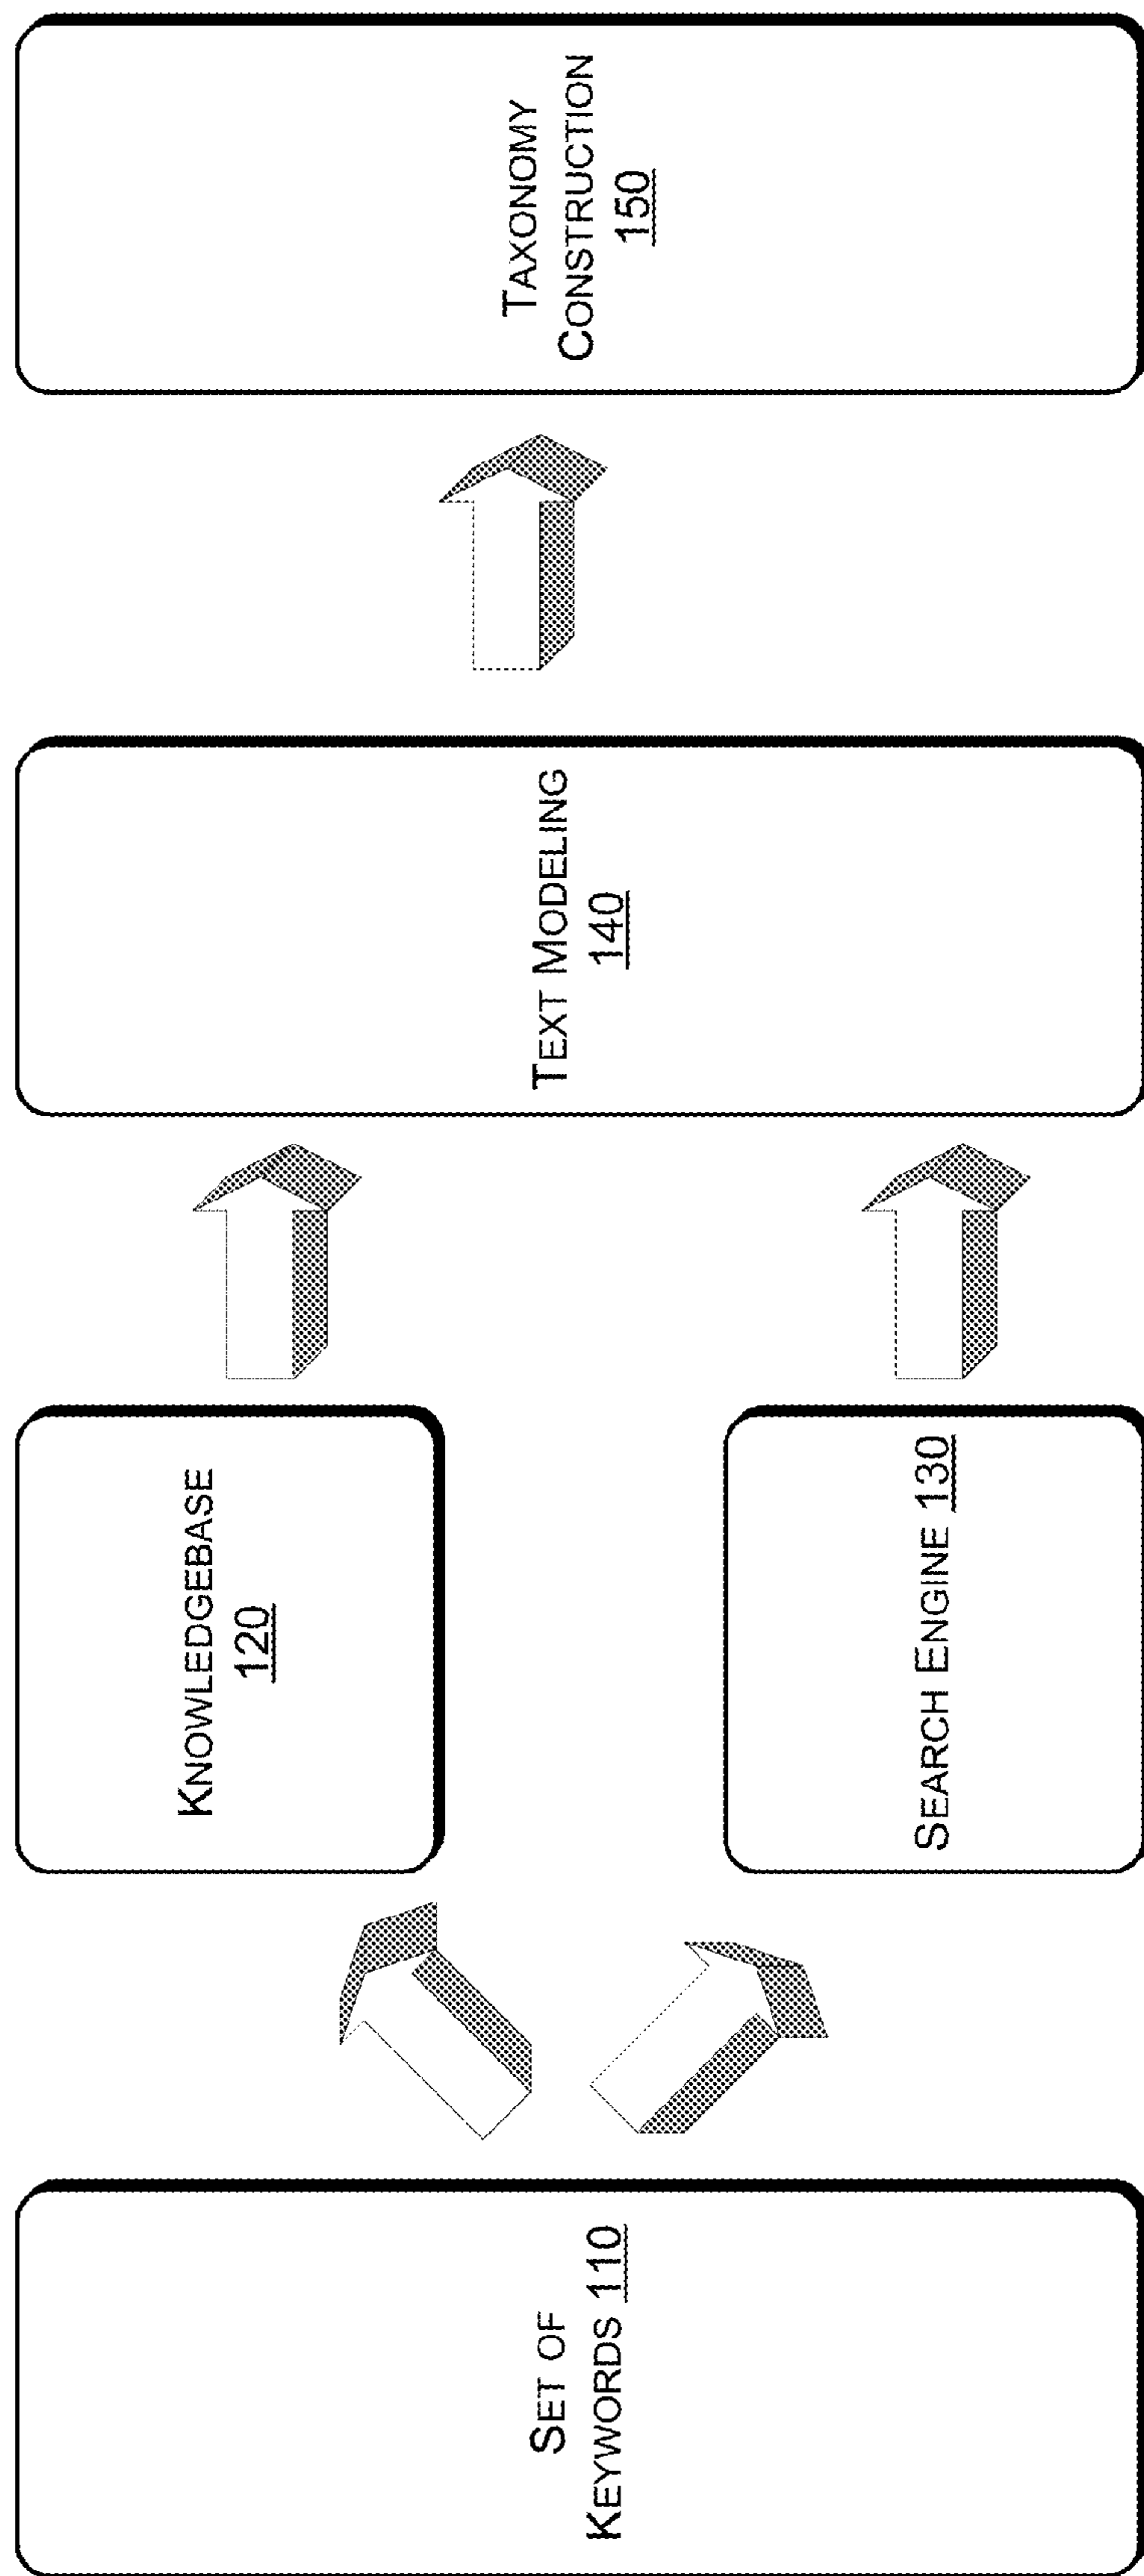 SET OF
KEYWORDS 110
KNOWLEDGEBASE
120
SEARCH ENGINE 130
TEXT MODELING
140
TAXONOMY
CONSTRUCTION
150